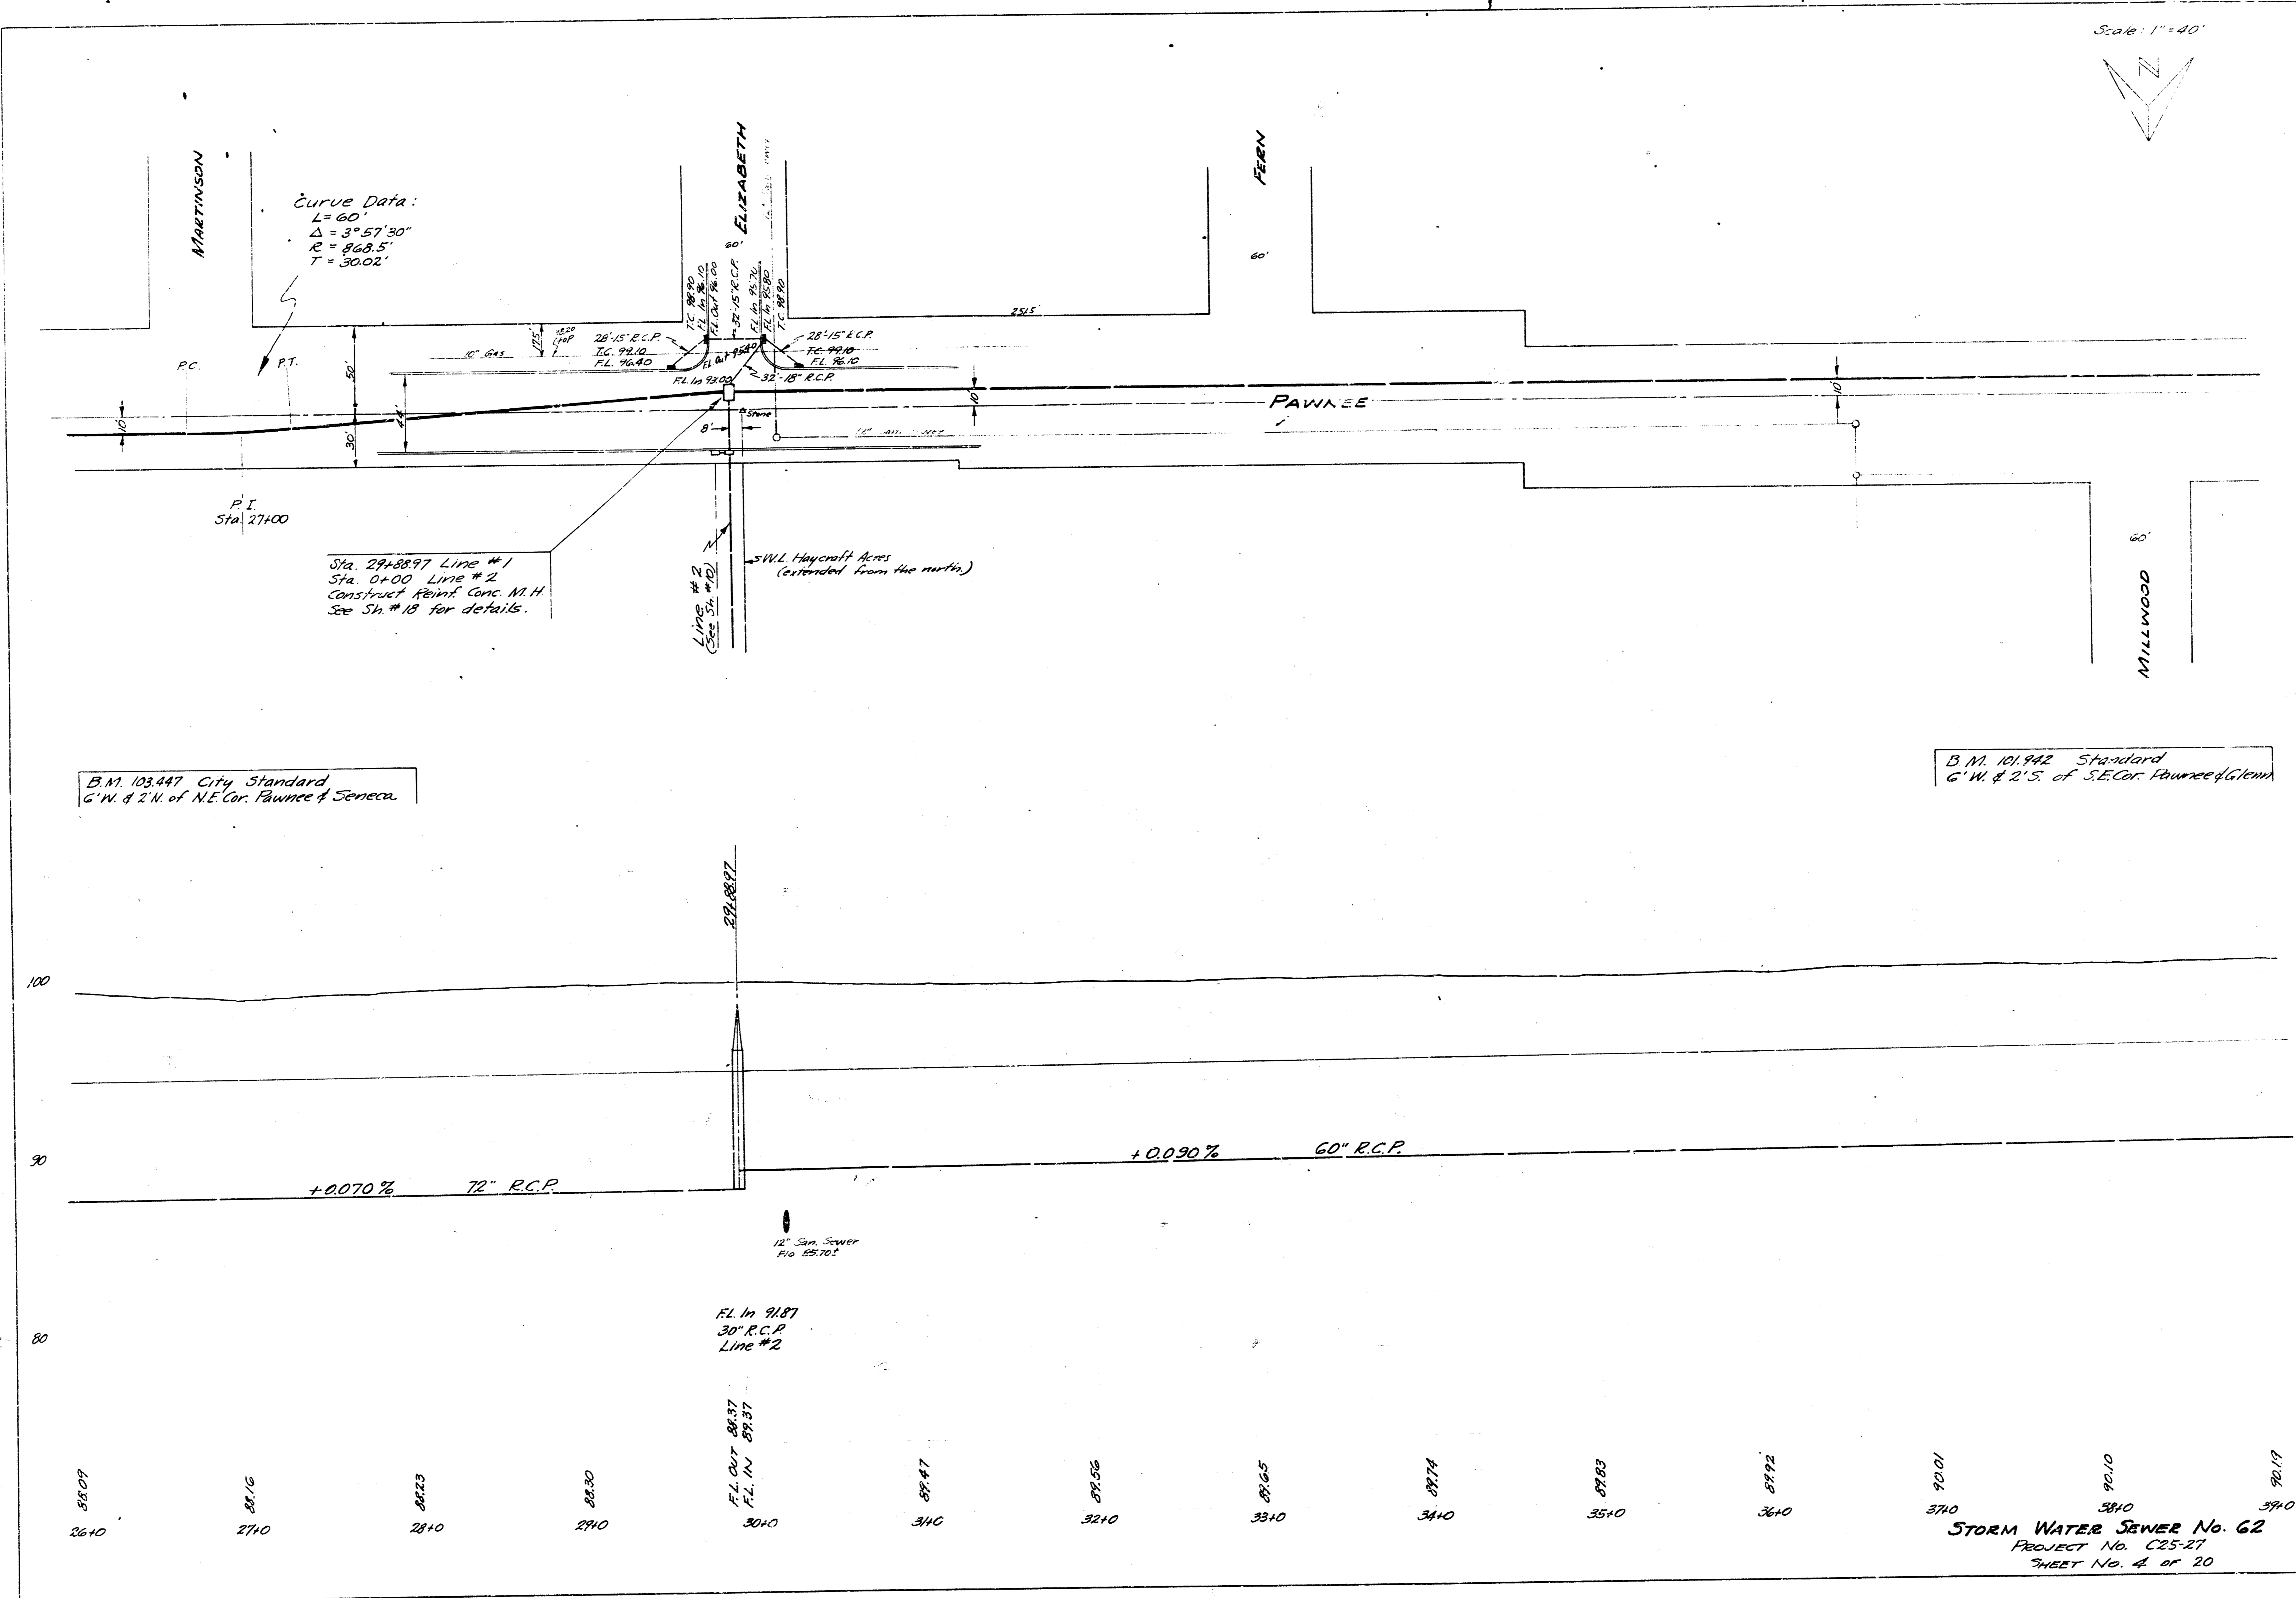 Scale: 1"=40'
N
MARTINSON
ELIZABETH
FERN
Curve Data:
L = 60'
Δ = 3°57'30"
R = 868.5'
T = 30.02'
60'
60'
T.C. 98.90
F.L. In 96.10
F.L. Out 96.00
32'-15" R.C.P.
F.L. In 95.70
F.L. In 95.80
T.C. 98.90
251.5'
P.C.
P.T.
50'
10" Gas
17.5'
28'-15" R.C.P.
T.C. 99.10
F.L. 96.40
28'-15" R.C.P.
T.C. 99.10
F.L. 96.10
F.L. In 93.00
32'-18" R.C.P.
10'
44'
30'
10'
10'
PAWNEE
Stone
8'
P.I.
Sta. 27+00
Sta. 29+88.97 Line #1
Sta. 0+00 Line #2
Construct Reinf. Conc. M.H.
See Sh. #18 for details.
Line #2
(See Sh. #10)
W.L. Haycraft Acres
(extended from the north.)
60'
MILLWOOD
B.M. 103.447 City Standard
6' W. & 2' N. of N.E. Cor. Pawnee & Seneca
B.M. 101.942 Standard
6' W. & 2' S. of S.E. Cor. Pawnee & Glenn
29+88.97
100
90
+0.070% 72" R.C.P.
+0.090% 60" R.C.P.
12" San. Sewer
Flo 85.70±
80
F.L. In 91.87
30" R.C.P.
Line #2
F.L. OUT 88.37
F.L. IN 89.37
88.09 88.16 88.23 88.30 89.47 89.56 89.65 89.74 89.83 89.92 90.01 90.10 90.19
26+0 27+0 28+0 29+0 30+0 31+0 32+0 33+0 34+0 35+0 36+0 37+0 38+0 39+0
STORM WATER SEWER No. 62
PROJECT No. C25-27
SHEET No. 4 OF 20